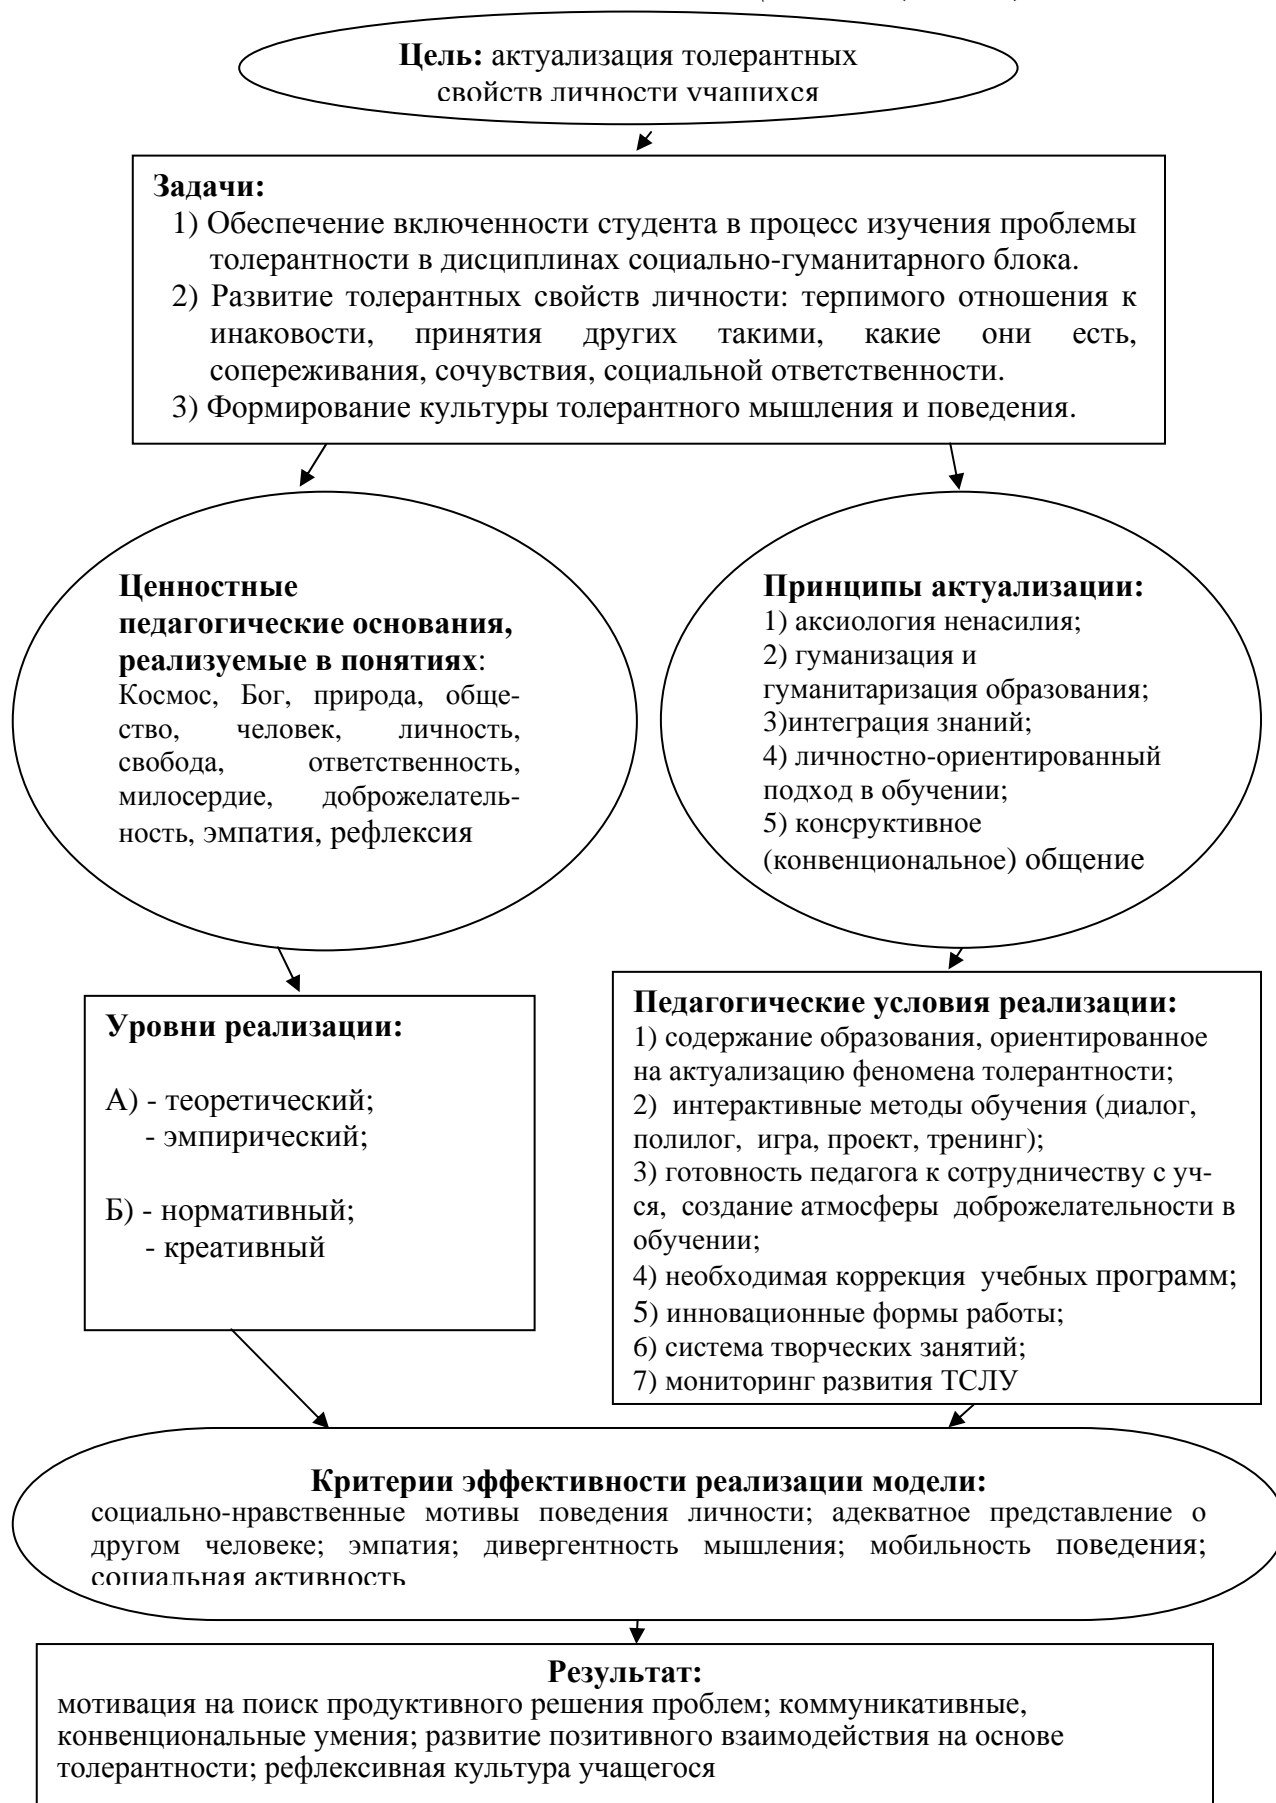 Цель: актуализация толерантных
свойств личности учащихся
Задачи:
1) Обеспечение включенности студента в процесс изучения проблемы
толерантности в дисциплинах социально-гуманитарного блока.
2) Развитие толерантных свойств личности: терпимого отношения к
инаковости, принятия других такими, какие они есть,
сопереживания, сочувствия, социальной ответственности.
3) Формирование культуры толерантного мышления и поведения.
Ценностные
педагогические основания,
реализуемые в понятиях:
Космос, Бог, природа, обще-
ство, человек, личность,
свобода, ответственность,
милосердие, доброжелатель-
ность, эмпатия, рефлексия
Принципы актуализации:
1) аксиология ненасилия;
2) гуманизация и
гуманитаризация образования;
3)интеграция знаний;
4) личностно-ориентированный
подход в обучении;
5) консруктивное
(конвенциональное) общение
Уровни реализации:
А) - теоретический;
- эмпирический;
Б) - нормативный;
- креативный
Педагогические условия реализации:
1) содержание образования, ориентированное
на актуализацию феномена толерантности;
2) интерактивные методы обучения (диалог,
полилог, игра, проект, тренинг);
3) готовность педагога к сотрудничеству с уч-
ся, создание атмосферы доброжелательности в
обучении;
4) необходимая коррекция учебных программ;
5) инновационные формы работы;
6) система творческих занятий;
7) мониторинг развития ТСЛУ
Критерии эффективности реализации модели:
социально-нравственные мотивы поведения личности; адекватное представление о
другом человеке; эмпатия; дивергентность мышления; мобильность поведения;
социальная активность
Результат:
мотивация на поиск продуктивного решения проблем; коммуникативные,
конвенциональные умения; развитие позитивного взаимодействия на основе
толерантности; рефлексивная культура учащегося